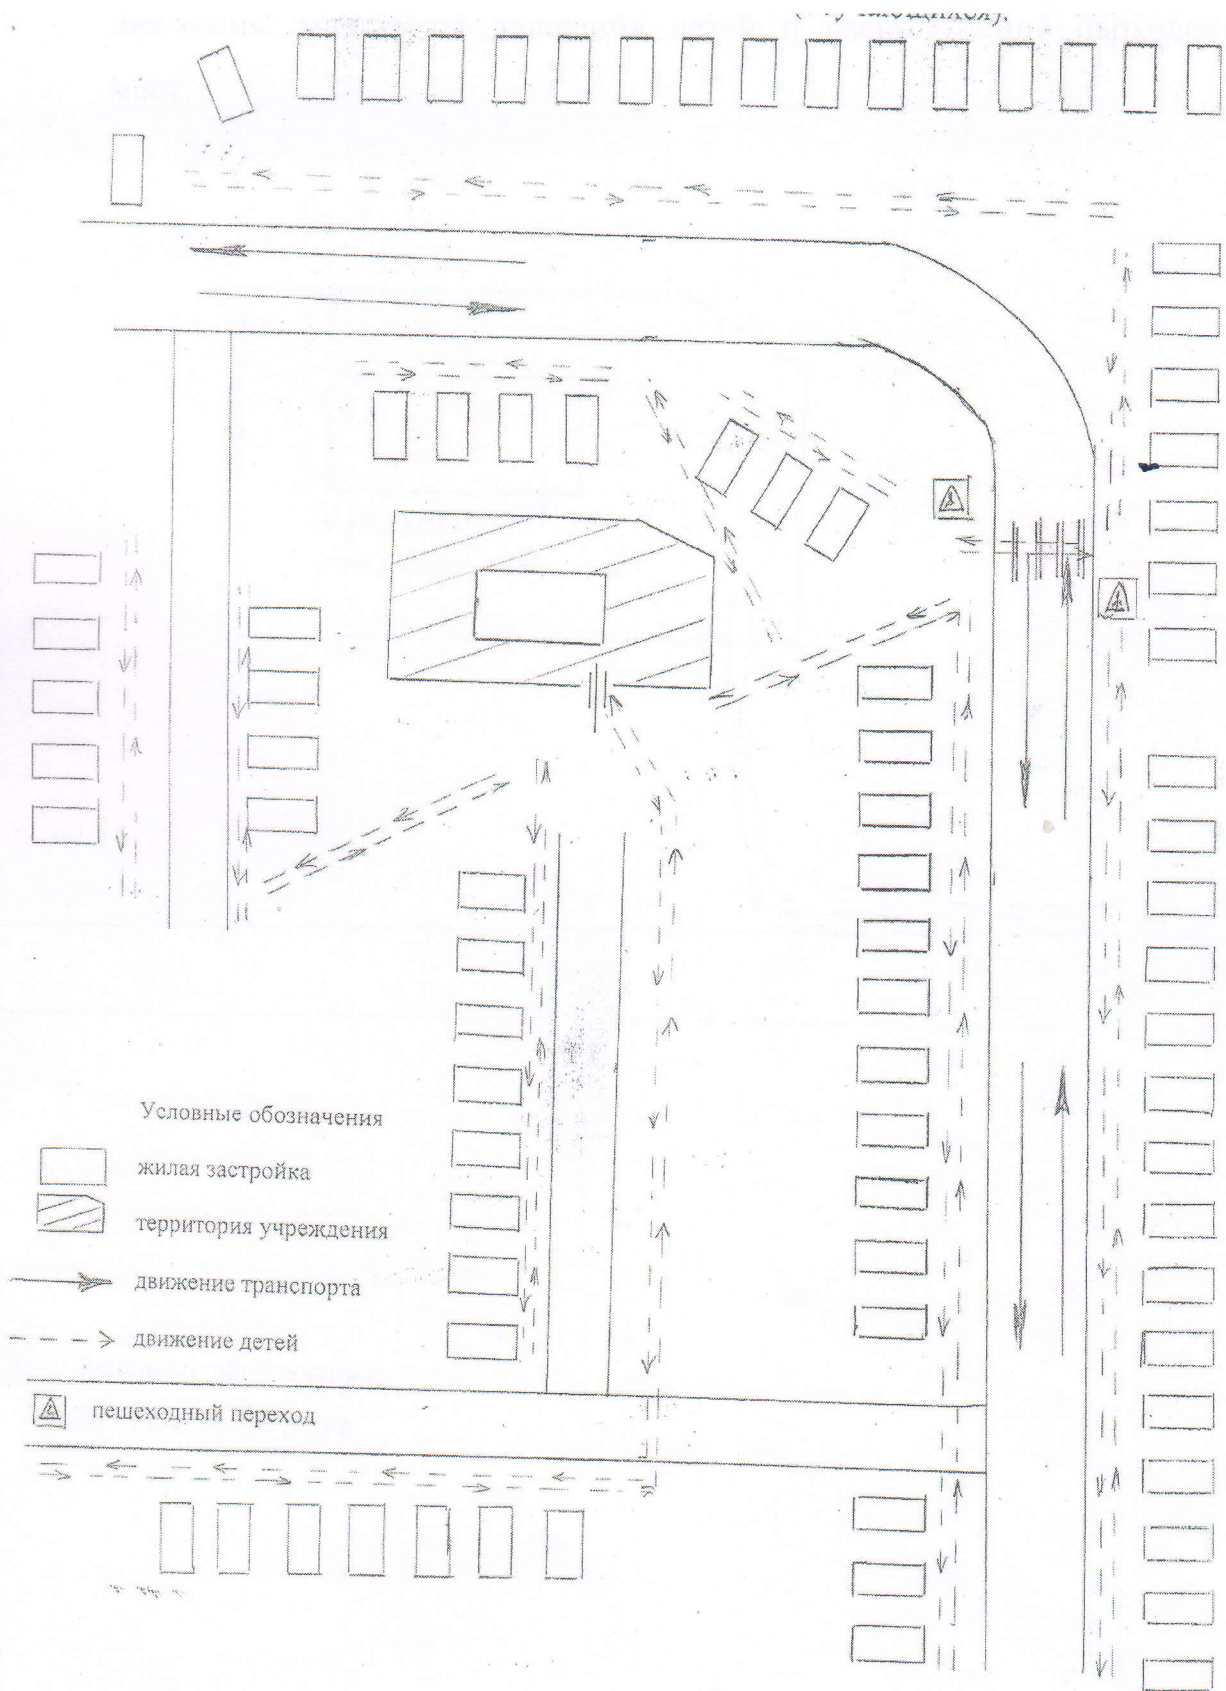 Условные обозначения
жилая застройка
территория учреждения
движение транспорта
движение детей
пешеходный переход